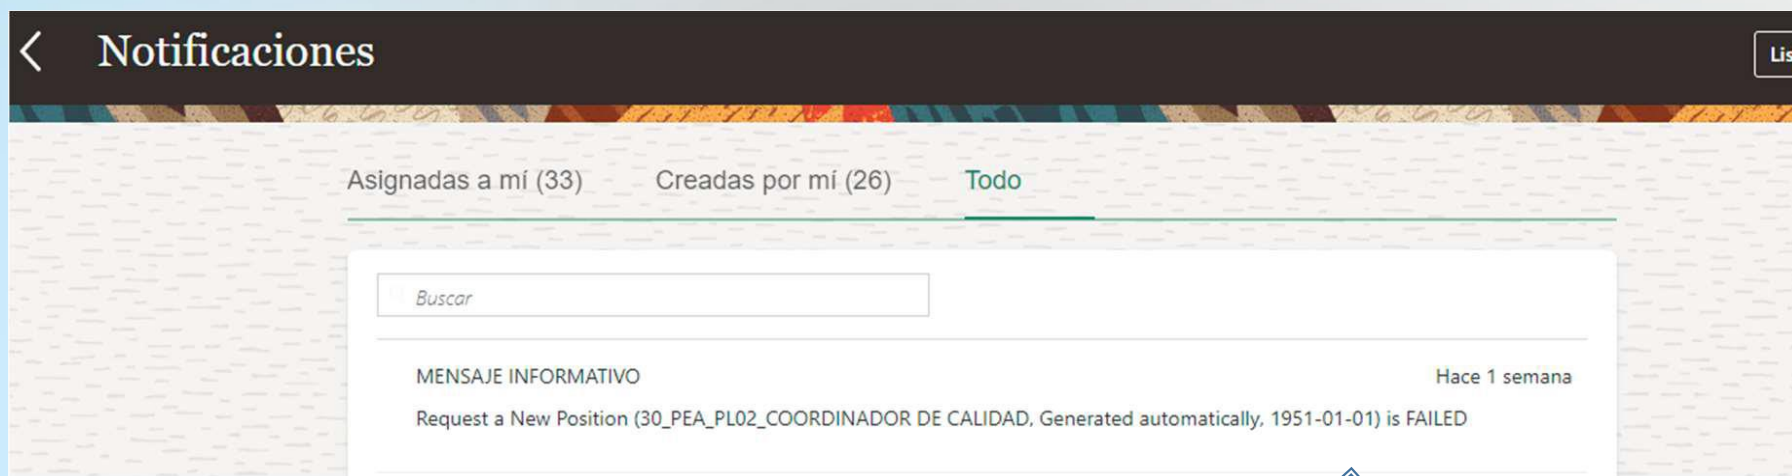 Notificaciones
Asignadas a mí (33) Creadas por mí (26) Todo
Buscar
MENSAJE INFORMATIVO Hace 1 semana
Request a New Position (30_PEA_PL02_COORDINADOR DE CALIDAD, Generated automatically, 1951-01-01) is FAILED